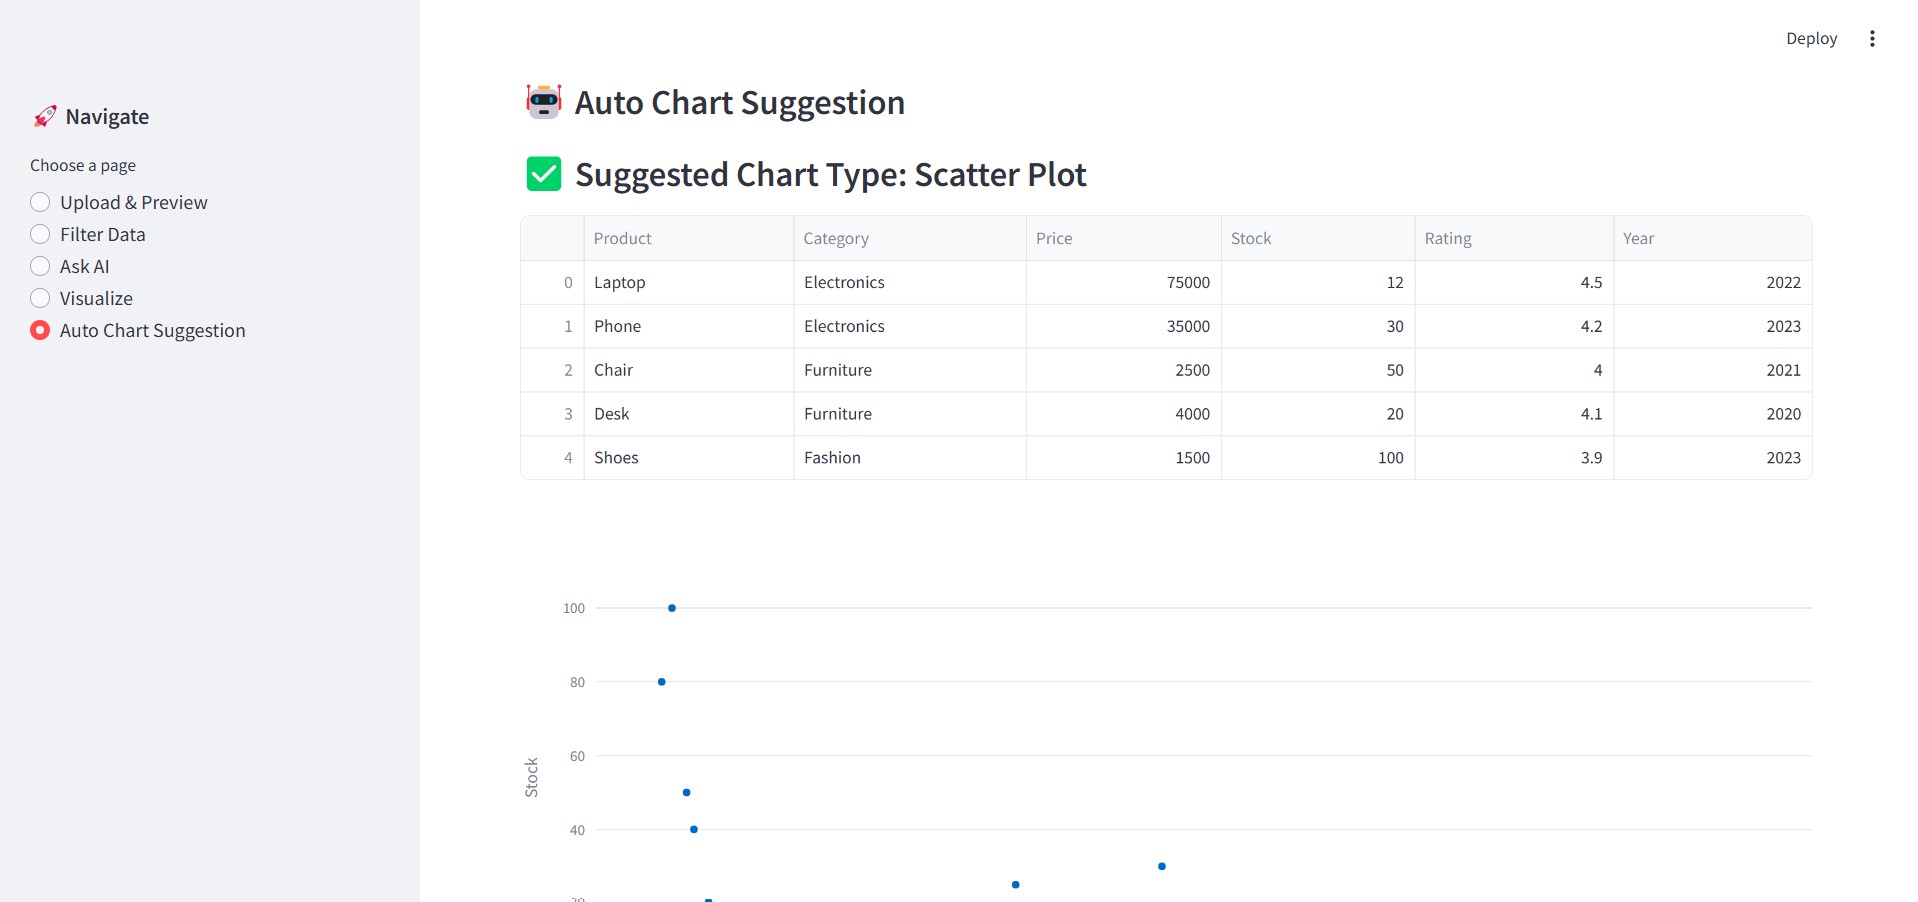 Deploy
Navigate
Choose a page
Upload & Preview
Filter Data
Ask AI
Visualize
Auto Chart Suggestion
Auto Chart Suggestion
Suggested Chart Type: Scatter Plot
Product Category Price Stock Rating Year
0 Laptop Electronics 75000 12 4.5 2022
1 Phone Electronics 35000 30 4.2 2023
2 Chair Furniture 2500 50 4 2021
3 Desk Furniture 4000 20 4.1 2020
4 Shoes Fashion 1500 100 3.9 2023
100
80
60
Stock
40
20